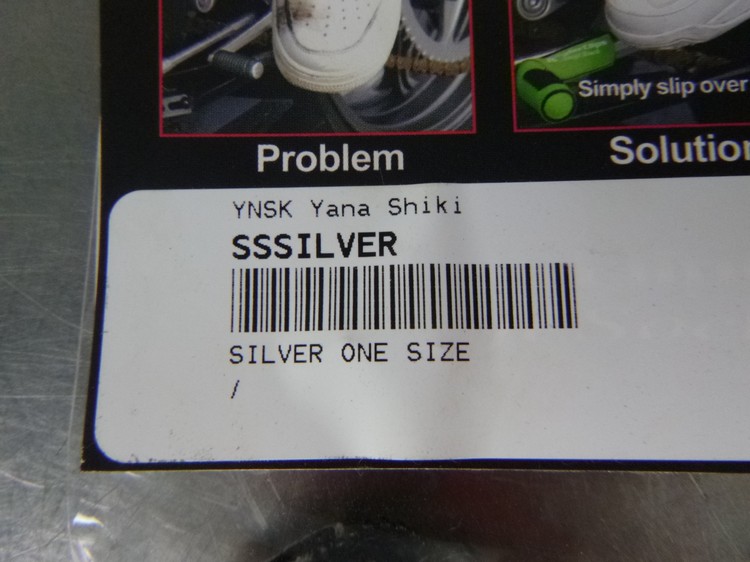 Simply slip over
Problem
Solution
YNSK Yana Shiki
SSSILVER
SILVER ONE SIZE
/